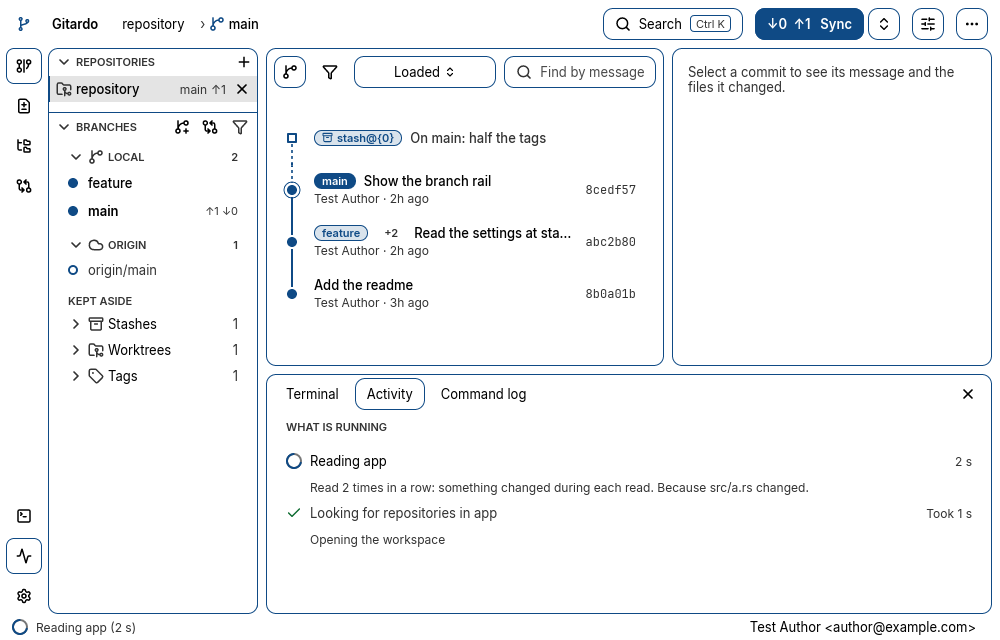 Gitardo repository › main Search Ctrl K ↓0 ↑1 Sync
REPOSITORIES
repository main ↑1
BRANCHES
LOCAL 2
feature
main ↑1 ↓0
ORIGIN 1
origin/main
KEPT ASIDE
Stashes 1
Worktrees 1
Tags 1
Loaded Find by message
stash@{0} On main: half the tags
main Show the branch rail
Test Author · 2h ago 8cedf57
feature +2 Read the settings at sta...
Test Author · 2h ago abc2b80
Add the readme
Test Author · 3h ago 8b0a01b
Select a commit to see its message and the
files it changed.
Terminal Activity Command log
WHAT IS RUNNING
Reading app 2 s
Read 2 times in a row: something changed during each read. Because src/a.rs changed.
Looking for repositories in app Took 1 s
Opening the workspace
Reading app (2 s) Test Author <author@example.com>